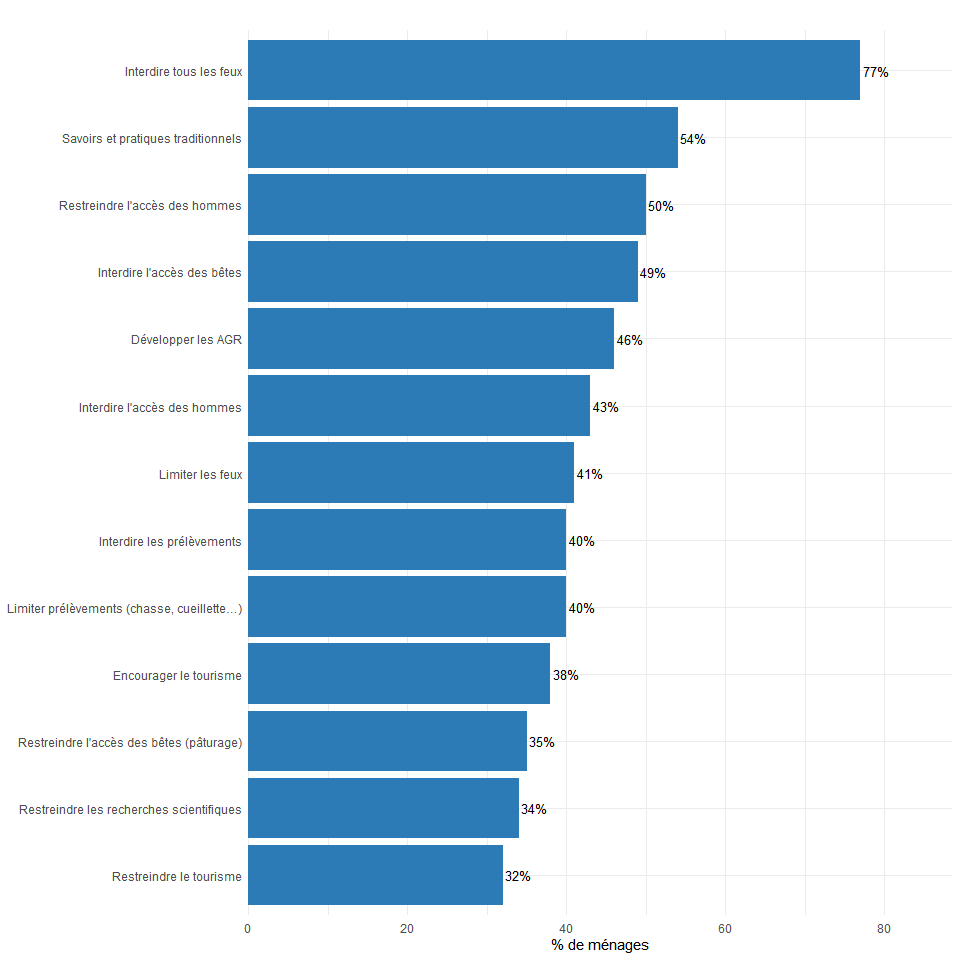 Interdire tous les feux 77%
Savoirs et pratiques traditionnels 54%
Restreindre l'accès des hommes 50%
Interdire l'accès des bêtes 49%
Développer les AGR 46%
Interdire l'accès des hommes 43%
Limiter les feux 41%
Interdire les prélèvements 40%
Limiter prélèvements (chasse, cueillette…) 40%
Encourager le tourisme 38%
Restreindre l'accès des bêtes (pâturage) 35%
Restreindre les recherches scientifiques 34%
Restreindre le tourisme 32%
0 20 40 60 80
% de ménages